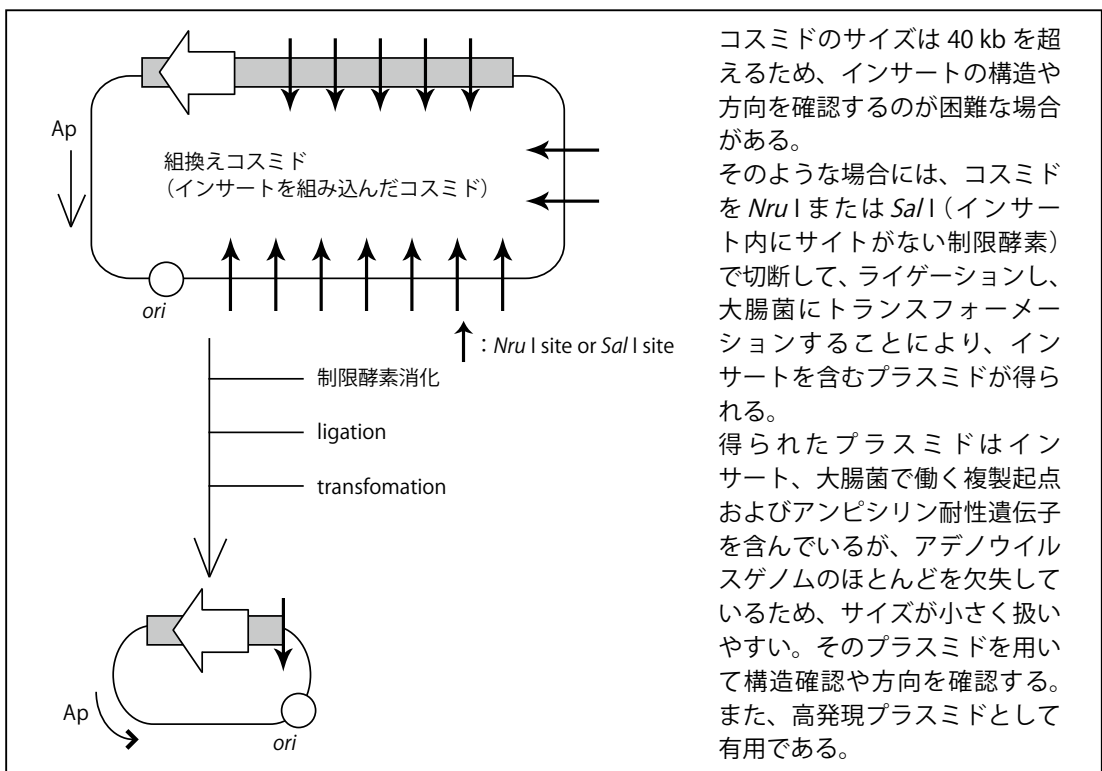 Ap
組換えコスミド
（インサートを組み込んだコスミド）
ori
：Nru I site or Sal I site
制限酵素消化
ligation
transfomation
Ap
ori
コスミドのサイズは 40 kb を超
えるため、インサートの構造や
方向を確認するのが困難な場合
がある。
そのような場合には、コスミド
を Nru I または Sal I（インサー
ト内にサイトがない制限酵素）
で切断して、ライゲーションし、
大腸菌にトランスフォーメー
ションすることにより、イン
サートを含むプラスミドが得ら
れる。
得られたプラスミドはイン
サート、大腸菌で働く複製起点
およびアンピシリン耐性遺伝子
を含んでいるが、アデノウイル
スゲノムのほとんどを欠失して
いるため、サイズが小さく扱い
やすい。そのプラスミドを用い
て構造確認や方向を確認する。
また、高発現プラスミドとして
有用である。